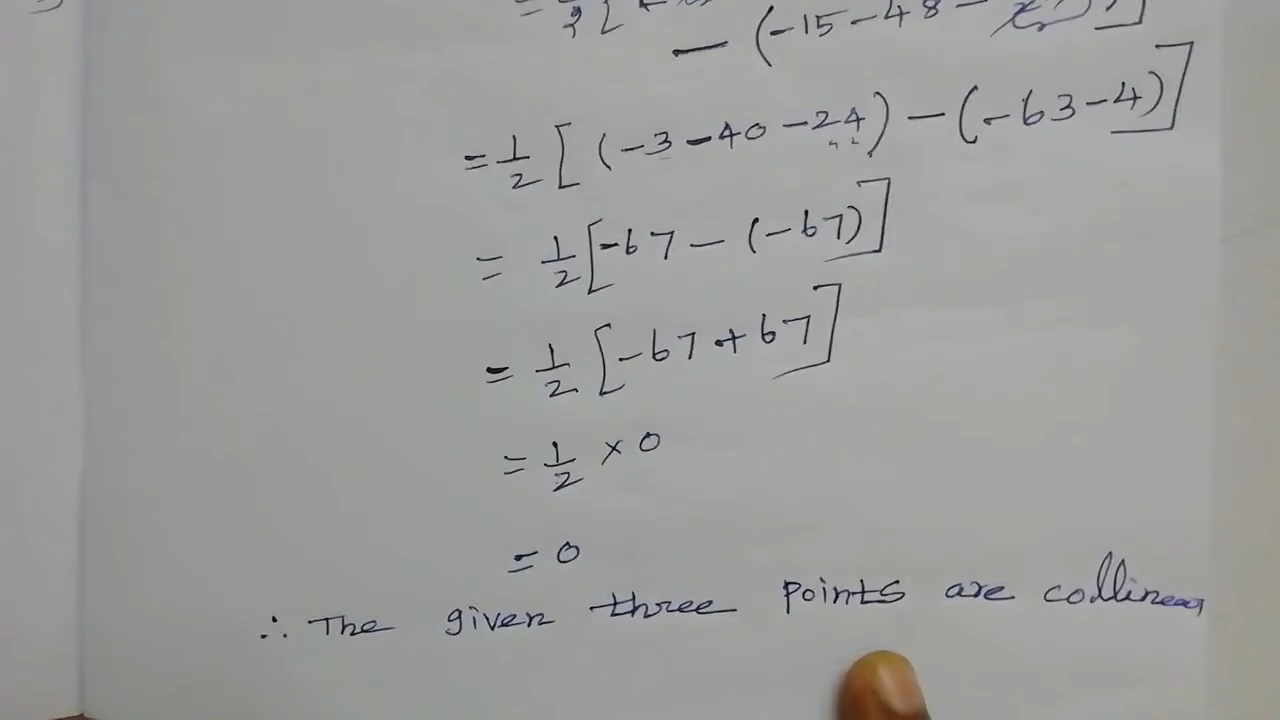 - (-15-48-
= 1/2 [(-3-40-24) - (-63-4)]
= 1/2 [-67 - (-67)]
= 1/2 [-67+67]
= 1/2 × 0
= 0
∴ The given three points are collinear